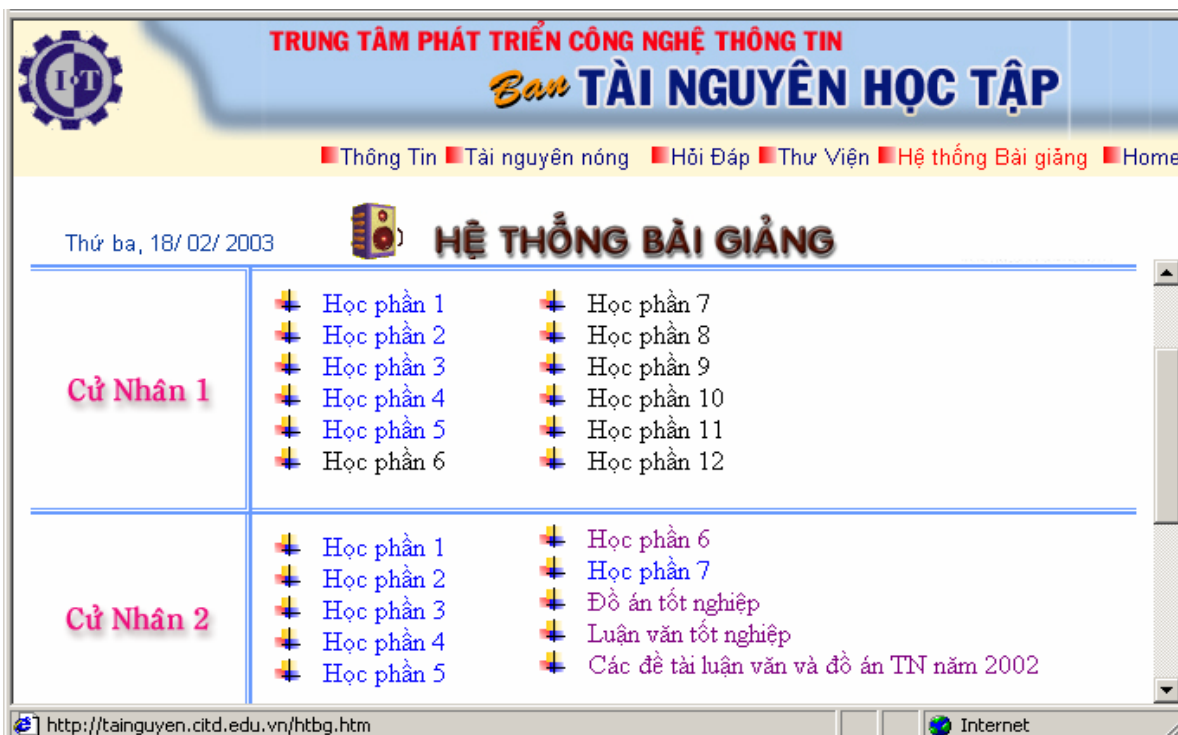 I·T
TRUNG TÂM PHÁT TRIỂN CÔNG NGHỆ THÔNG TIN
Ban TÀI NGUYÊN HỌC TẬP
Thông Tin Tài nguyên nóng Hỏi Đáp Thư Viện Hệ thống Bài giảng Home
Thứ ba, 18/ 02/ 2003
HỆ THỐNG BÀI GIẢNG
Cử Nhân 1
Học phần 1
Học phần 2
Học phần 3
Học phần 4
Học phần 5
Học phần 6
Học phần 7
Học phần 8
Học phần 9
Học phần 10
Học phần 11
Học phần 12
Cử Nhân 2
Học phần 1
Học phần 2
Học phần 3
Học phần 4
Học phần 5
Học phần 6
Học phần 7
Đồ án tốt nghiệp
Luận văn tốt nghiệp
Các đề tài luận văn và đồ án TN năm 2002
http://tainguyen.citd.edu.vn/htbg.htm
Internet